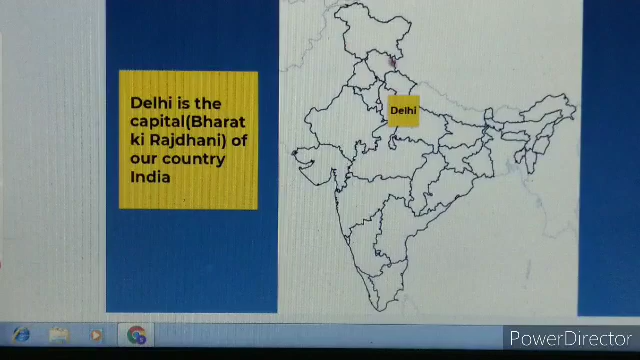 Delhi is the
capital(Bharat
ki Rajdhani) of
our country
India
Delhi
PowerDirector